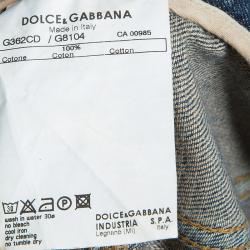 DOLCE&GABBANA
Made in Italy
G362CD / G8104 CA 00985
100%
Cotone Cotton Coton
wash in water 30ø
no bleach
cool iron
dry cleaning
no tumble dry
DOLCE&GABBANA
INDUSTRIA S.P.A.
Legnano (MI)